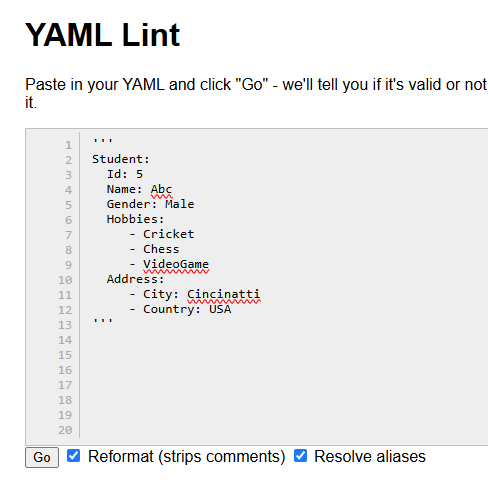 YAML Lint
Paste in your YAML and click "Go" - we'll tell you if it's valid or not
it.
1 '''
2 Student:
3   Id: 5
4   Name: Abc
5   Gender: Male
6   Hobbies:
7      - Cricket
8      - Chess
9      - VideoGame
10   Address:
11      - City: Cincinatti
12      - Country: USA
13 '''
14
15
16
17
18
19
20
Go Reformat (strips comments) Resolve aliases